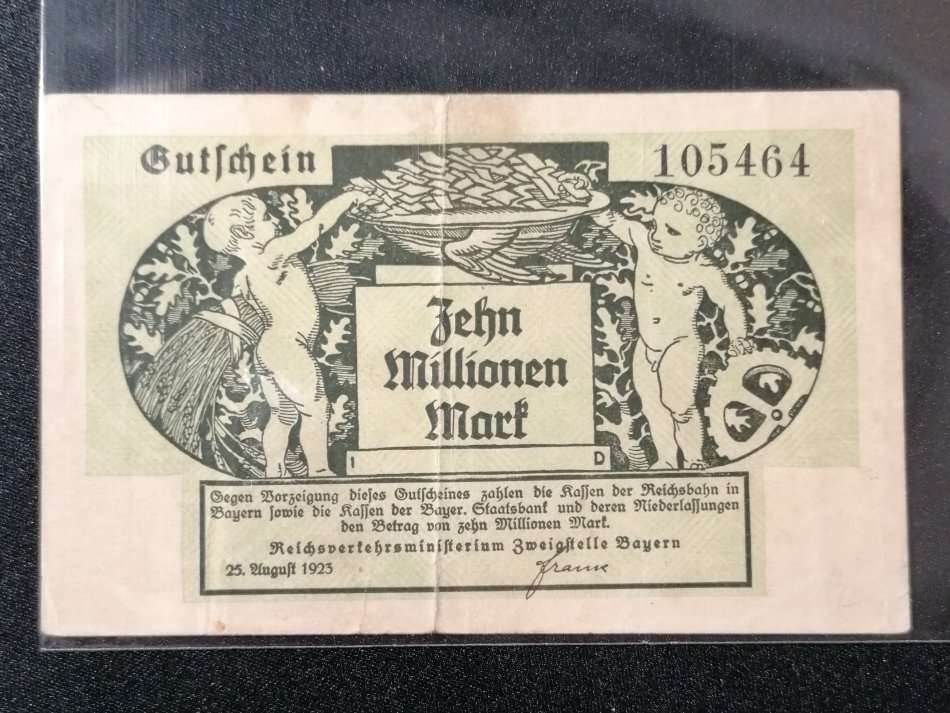 Gutschein
105464
Zehn
Millionen
Mark
I D
Gegen Vorzeigung dieses Gutscheines zahlen die Kassen der Reichsbahn in
Bayern sowie die Kassen der Bayer. Staatsbank und deren Niederlassungen
den Betrag von zehn Millionen Mark.
Reichsverkehrsministerium Zweigstelle Bayern
25. August 1923
Frank